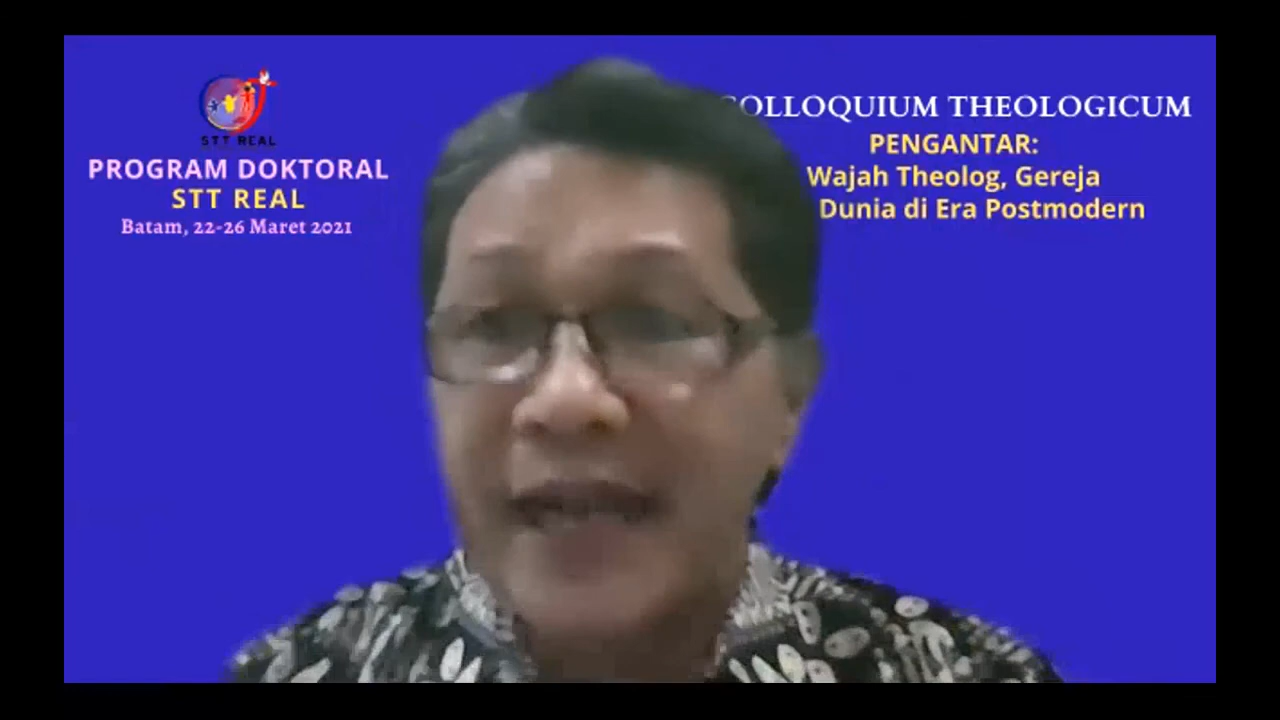 STT REAL
PROGRAM DOKTORAL
STT REAL
Batam, 22-26 Maret 2021
COLLOQUIUM THEOLOGICUM
PENGANTAR:
Wajah Theolog, Gereja
Dunia di Era Postmodern